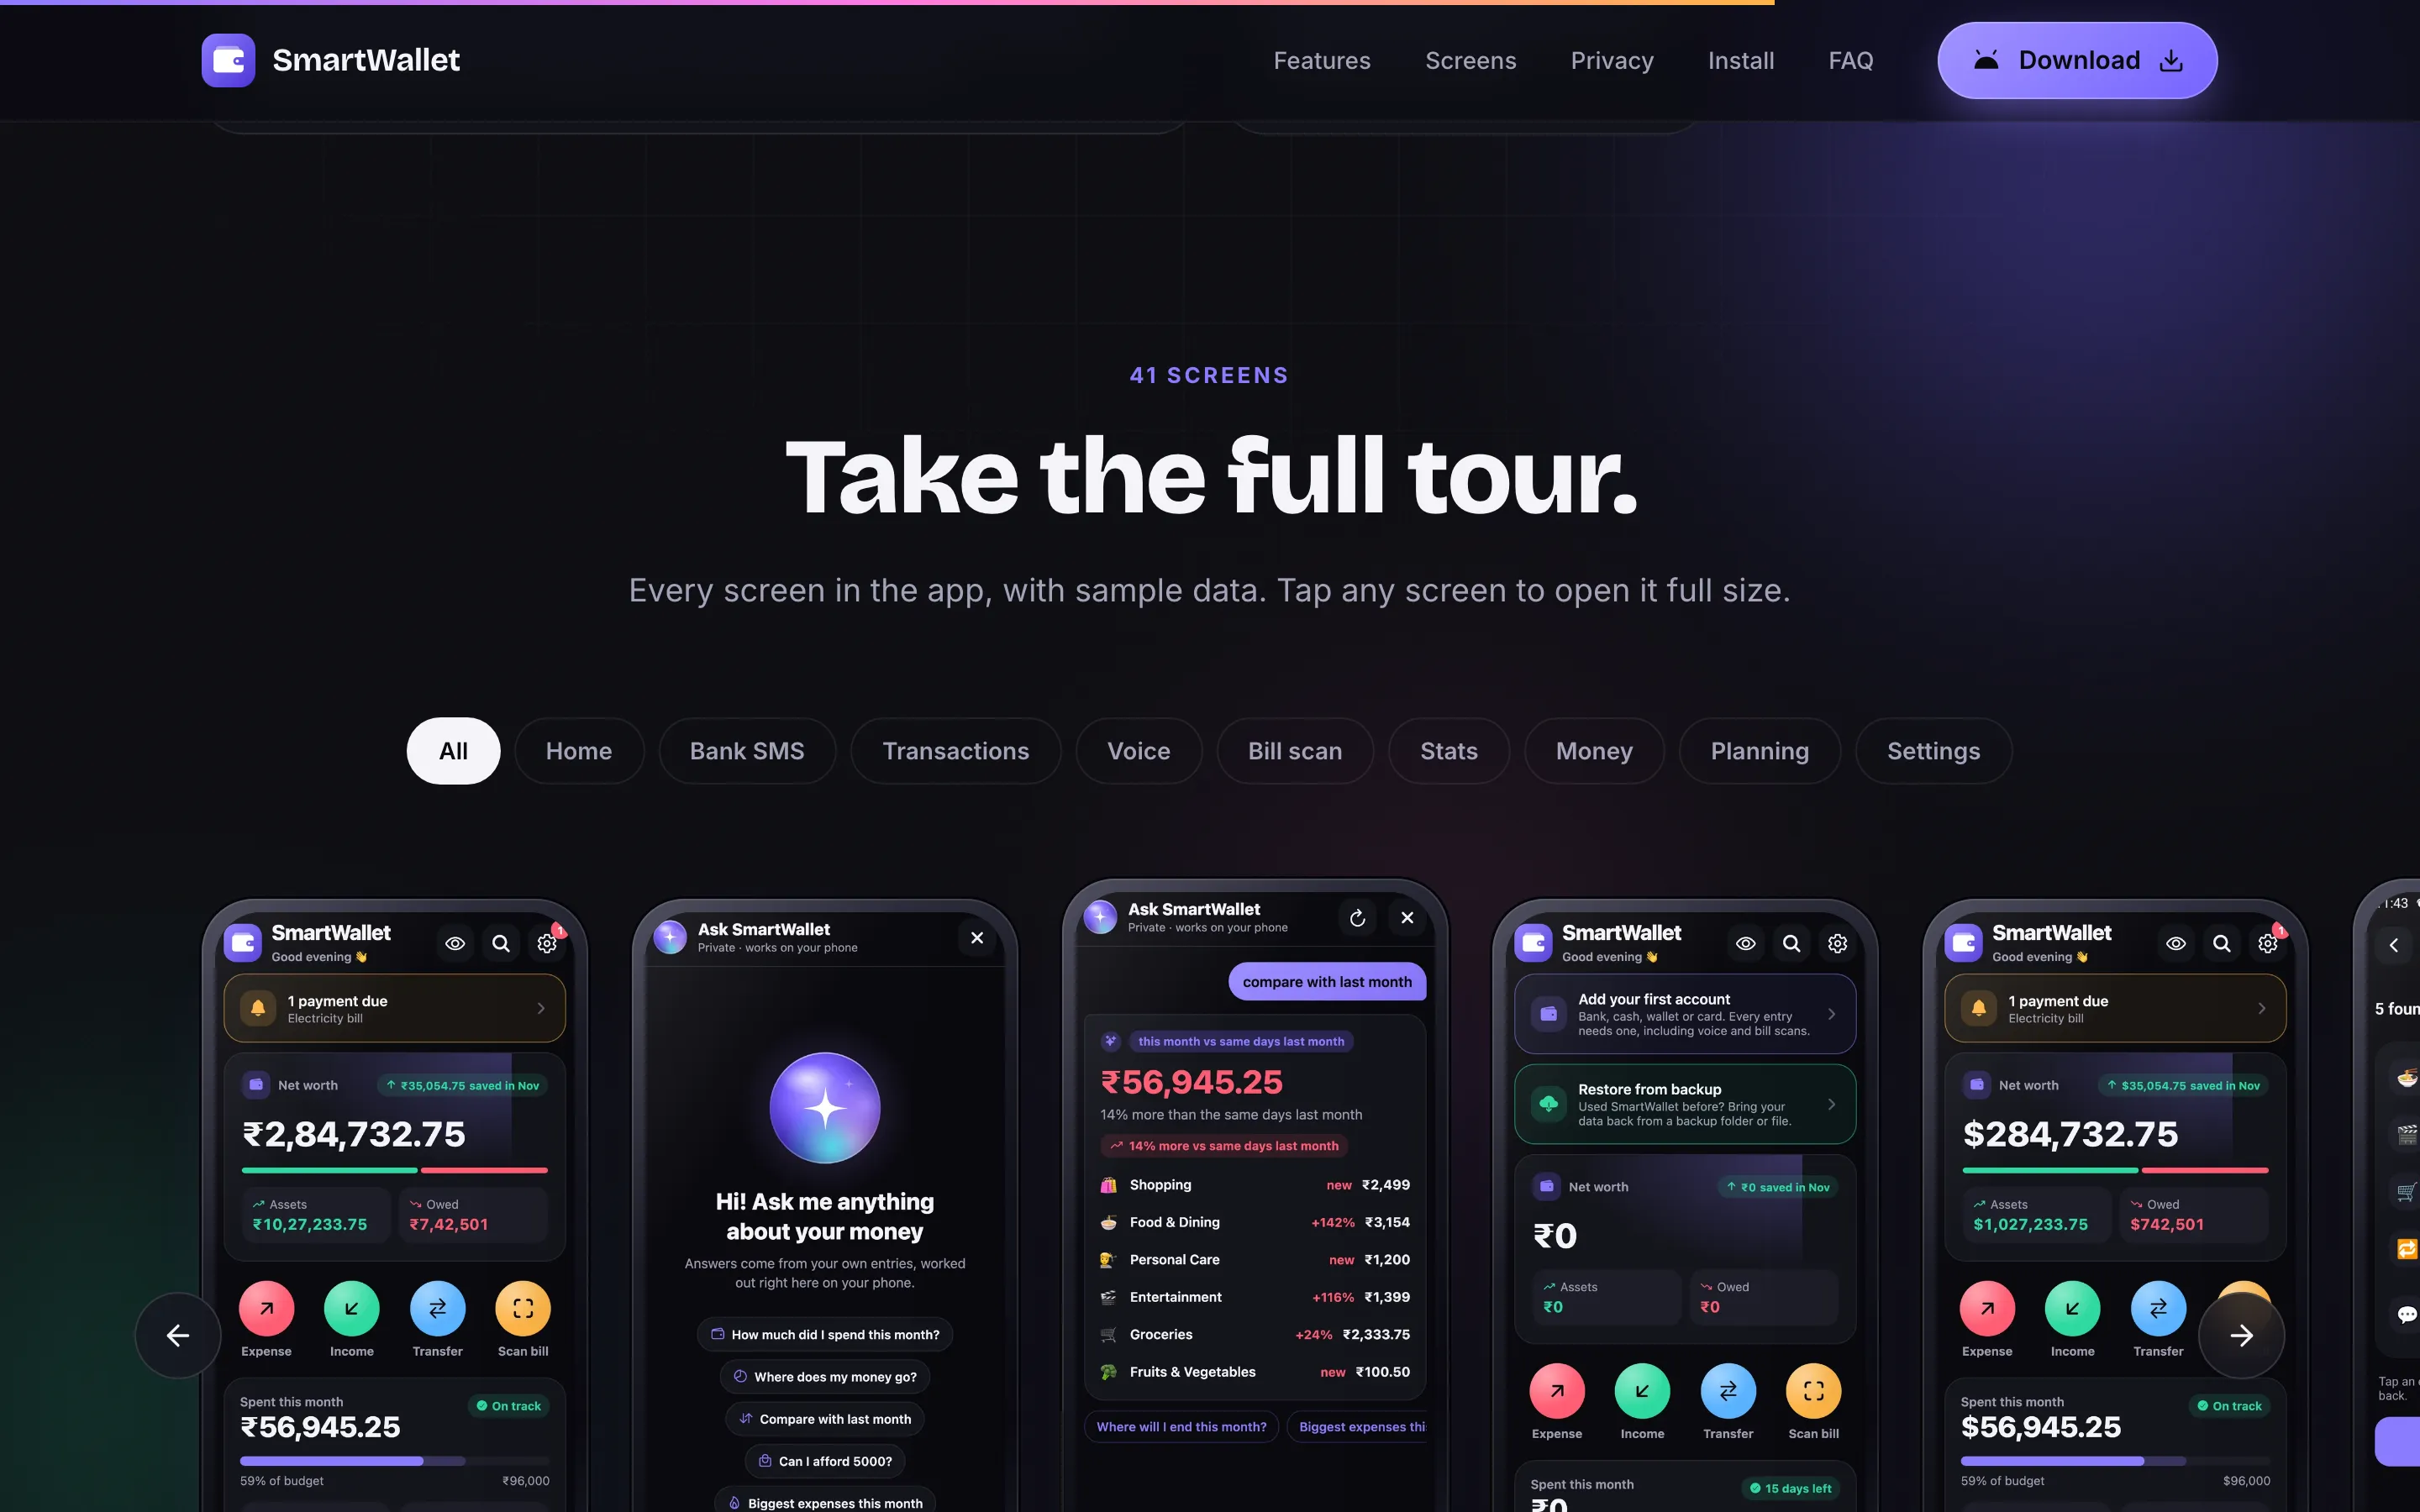 SmartWallet
Features
Screens
Privacy
Install
FAQ
Download
41 SCREENS
Take the full tour.
Every screen in the app, with sample data. Tap any screen to open it full size.
All
Home
Bank SMS
Transactions
Voice
Bill scan
Stats
Money
Planning
Settings
SmartWallet
Good evening 👋
1
1 payment due
Electricity bill
Net worth
↑ ₹35,054.75 saved in Nov
₹2,84,732.75
Assets
₹10,27,233.75
Owed
₹7,42,501
Expense
Income
Transfer
Scan bill
Spent this month
On track
₹56,945.25
59% of budget
₹96,000
Ask SmartWallet
Private · works on your phone
Hi! Ask me anything
about your money
Answers come from your own entries, worked
out right here on your phone.
How much did I spend this month?
Where does my money go?
Compare with last month
Can I afford 5000?
Biggest expenses this month
Ask SmartWallet
Private · works on your phone
compare with last month
this month vs same days last month
₹56,945.25
14% more than the same days last month
14% more vs same days last month
Shopping new ₹2,499
Food & Dining +142% ₹3,154
Personal Care new ₹1,200
Entertainment +116% ₹1,399
Groceries +24% ₹2,333.75
Fruits & Vegetables new ₹100.50
Where will I end this month?
Biggest expenses thi
SmartWallet
Good evening 👋
Add your first account
Bank, cash, wallet or card. Every entry
needs one, including voice and bill scans.
Restore from backup
Used SmartWallet before? Bring your
data back from a backup folder or file.
Net worth
↑ ₹0 saved in Nov
₹0
Assets
₹0
Owed
₹0
Expense
Income
Transfer
Scan bill
Spent this month
15 days left
₹0
SmartWallet
Good evening 👋
1
1 payment due
Electricity bill
Net worth
↑ $35,054.75 saved in Nov
$284,732.75
Assets
$1,027,233.75
Owed
$742,501
Expense
Income
Transfer
Spent this month
On track
$56,945.25
59% of budget
$96,000
1:43
5 foun
Tap an
back.